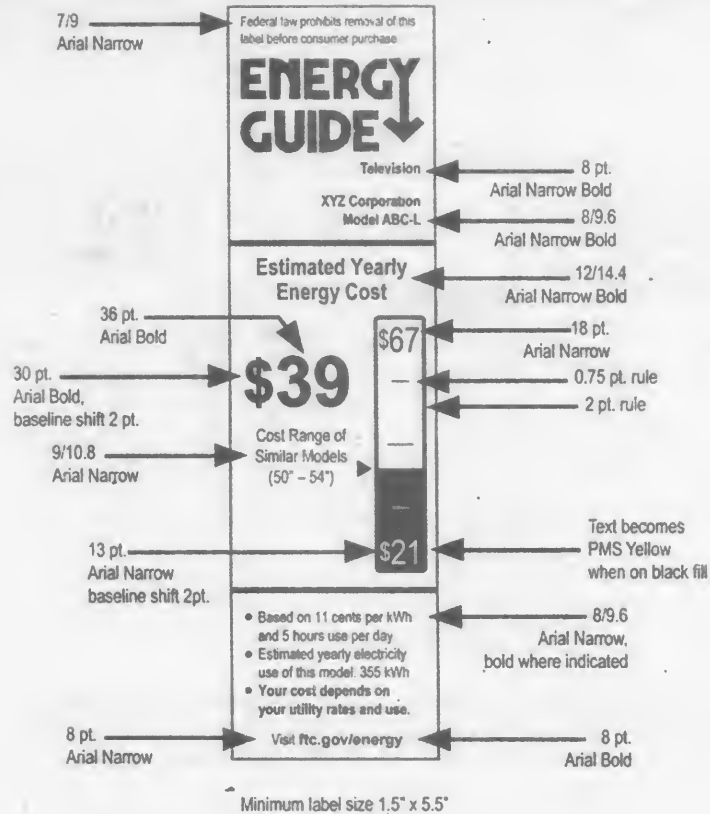 7/9
Arial Narrow
Federal law prohibits removal of this
label before consumer purchase
ENERGY
GUIDE
Television
8 pt.
Arial Narrow Bold
XYZ Corporation
Model ABC-L
8/9.6
Arial Narrow Bold
Estimated Yearly
Energy Cost
12/14.4
Arial Narrow Bold
36 pt.
Arial Bold
$67
18 pt.
Arial Narrow
30 pt.
Arial Bold,
baseline shift 2 pt.
$39
0.75 pt. rule
2 pt. rule
9/10.8
Arial Narrow
Cost Range of
Similar Models
(50" – 54")
13 pt.
Arial Narrow
baseline shift 2pt.
$21
Text becomes
PMS Yellow
when on black fill
• Based on 11 cents per kWh
and 5 hours use per day
• Estimated yearly electricity
use of this model: 355 kWh
• Your cost depends on
your utility rates and use.
8/9.6
Arial Narrow,
bold where indicated
8 pt.
Arial Narrow
Visit ftc.gov/energy
8 pt.
Arial Bold
Minimum label size 1.5" x 5.5"